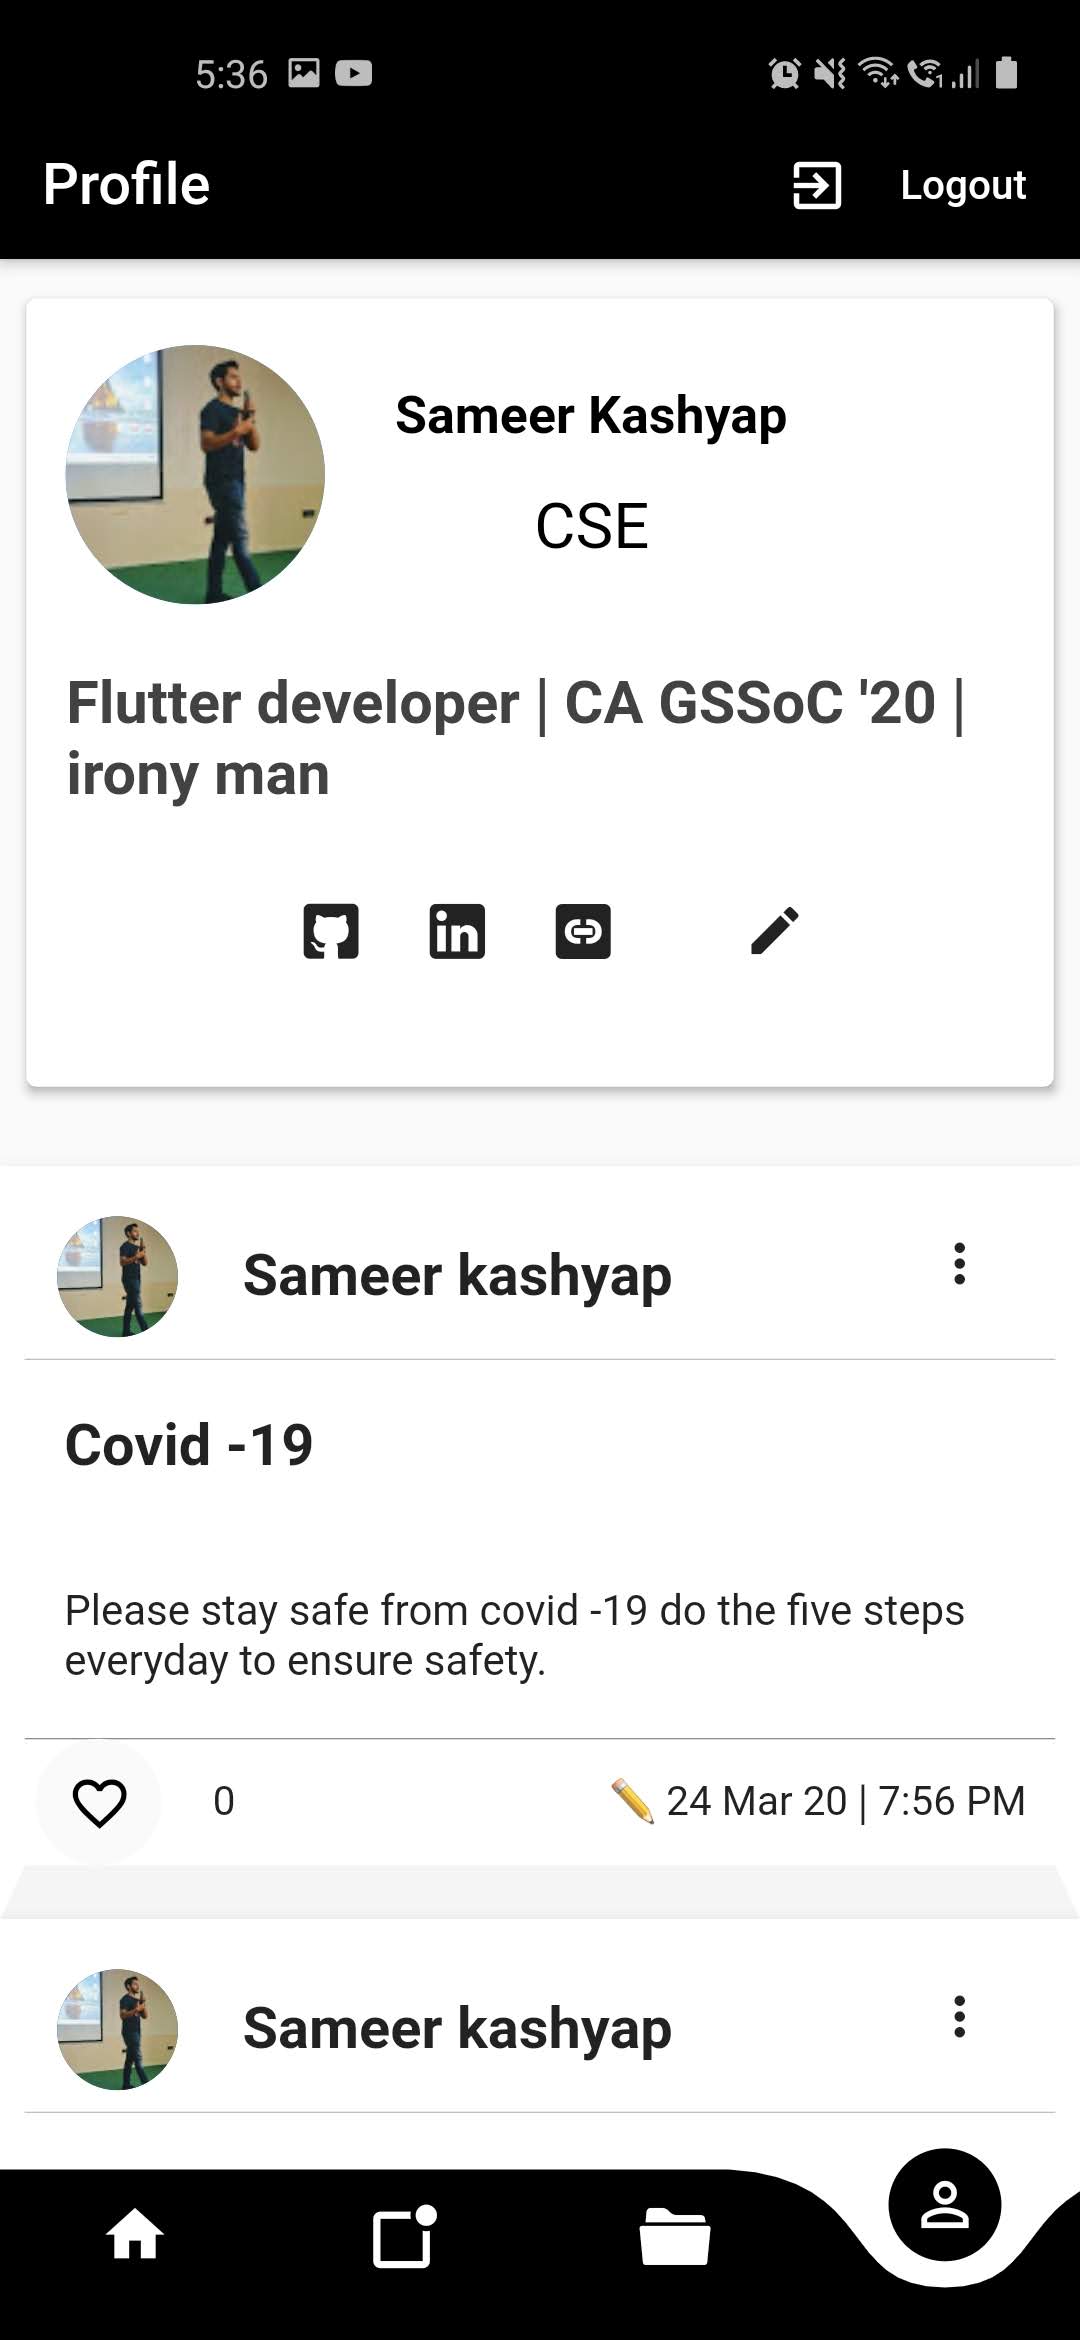 5:36
Profile
Logout
Sameer Kashyap
CSE
Flutter developer | CA GSSoC '20 |
irony man
in
Sameer kashyap
Covid -19
Please stay safe from covid -19 do the five steps
everyday to ensure safety.
0
✏️ 24 Mar 20 | 7:56 PM
Sameer kashyap